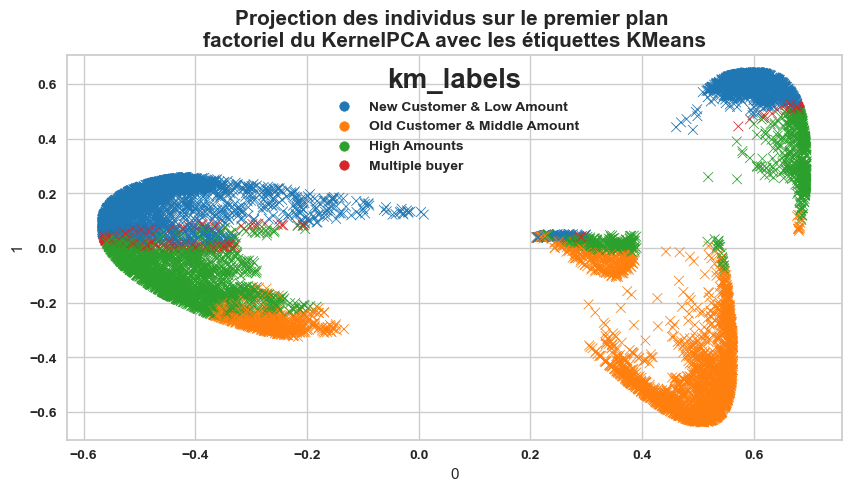 Projection des individus sur le premier plan
factoriel du KernelPCA avec les étiquettes KMeans
km_labels
New Customer & Low Amount
Old Customer & Middle Amount
High Amounts
Multiple buyer
0.6
0.4
0.2
0.0
−0.2
−0.4
−0.6
1
−0.6
−0.4
−0.2
0.0
0.2
0.4
0.6
0